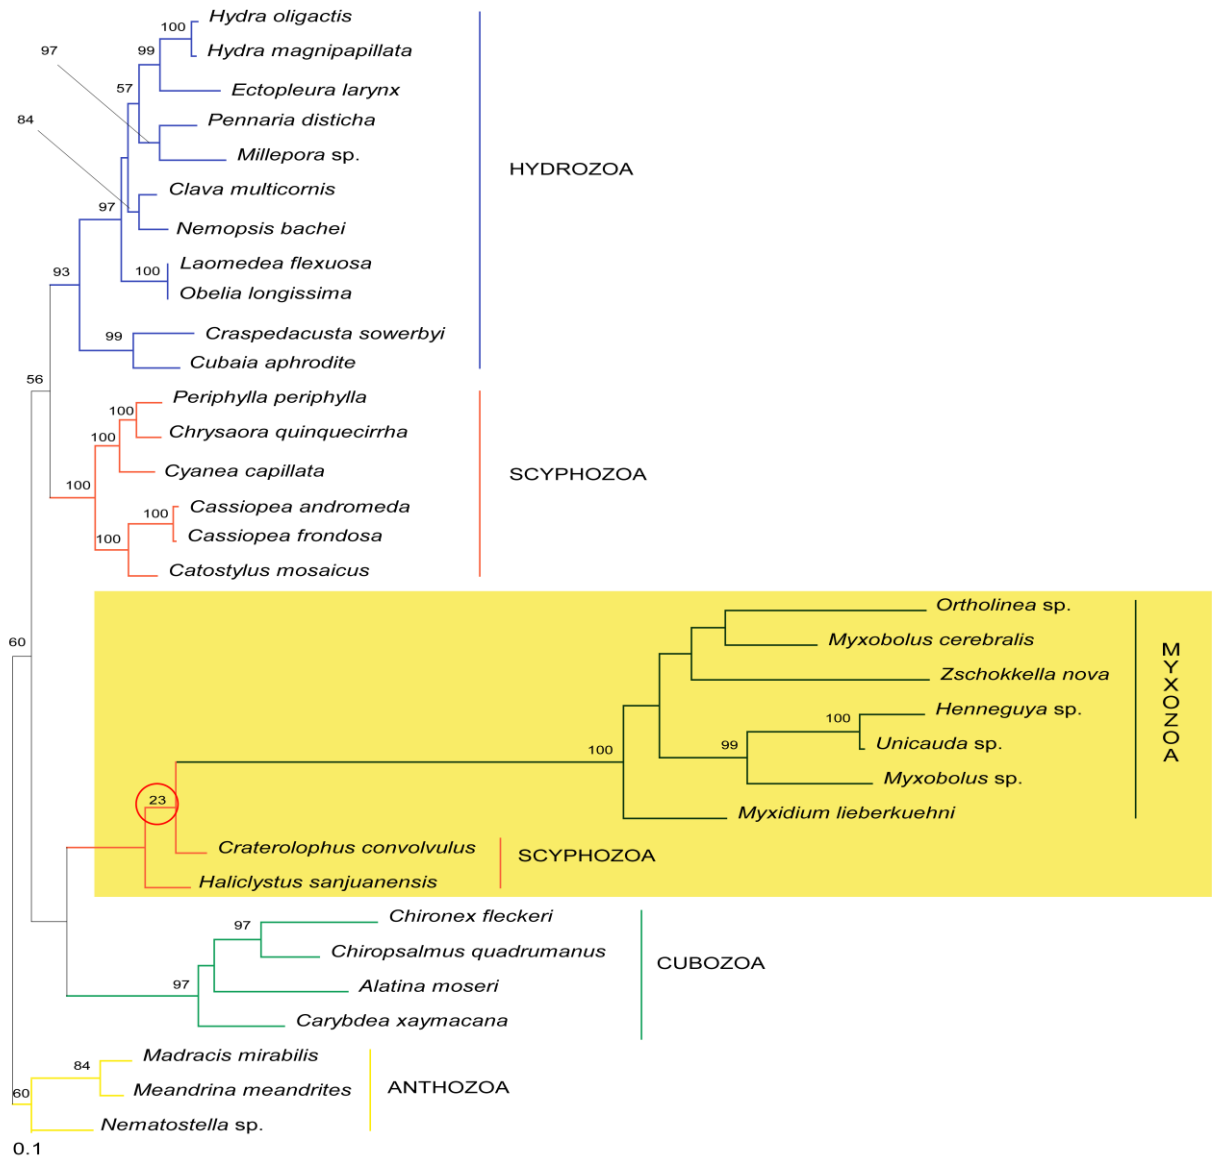 Hydra oligactis
100
Hydra magnipapillata
99
97
Ectopleura larynx
57
Pennaria disticha
84
Millepora sp.
HYDROZOA
Clava multicornis
97
Nemopsis bachei
Laomedea flexuosa
100
93
Obelia longissima
Craspedacusta sowerbyi
99
Cubaia aphrodite
56
Periphylla periphylla
100
Chrysaora quinquecirrha
100
Cyanea capillata
SCYPHOZOA
100
Cassiopea andromeda
100
Cassiopea frondosa
100
Catostylus mosaicus
Ortholinea sp.
60
Myxobolus cerebralis
MYXOZOA
Zschokkella nova
Henneguya sp.
100
Unicauda sp.
99
100
Myxobolus sp.
23
Myxidium lieberkuehni
Craterolophus convolvulus
SCYPHOZOA
Haliclystus sanjuanensis
Chironex fleckeri
97
Chiropsalmus quadrumanus
CUBOZOA
97
Alatina moseri
Carybdea xaymacana
Madracis mirabilis
84
Meandrina meandrites
ANTHOZOA
60
Nematostella sp.
0.1